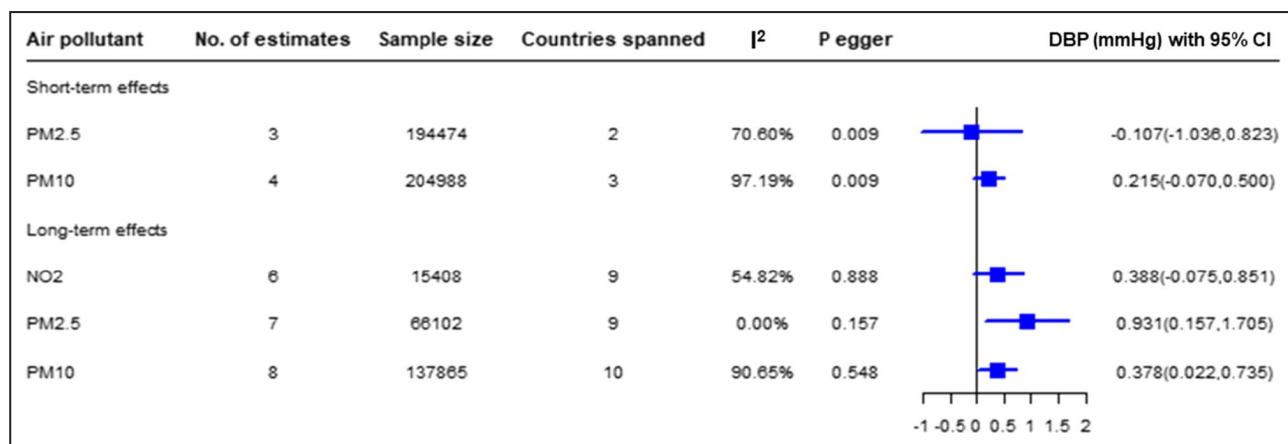 Air pollutant No. of estimates Sample size Countries spanned I² P egger DBP (mmHg) with 95% CI
Short-term effects
PM2.5 3 194474 2 70.60% 0.009 -0.107(-1.036,0.823)
PM10 4 204988 3 97.19% 0.009 0.215(-0.070,0.500)
Long-term effects
NO2 6 15408 9 54.82% 0.888 0.388(-0.075,0.851)
PM2.5 7 66102 9 0.00% 0.157 0.931(0.157,1.705)
PM10 8 137865 10 90.65% 0.548 0.378(0.022,0.735)
-1 -0.5 0 0.5 1 1.5 2